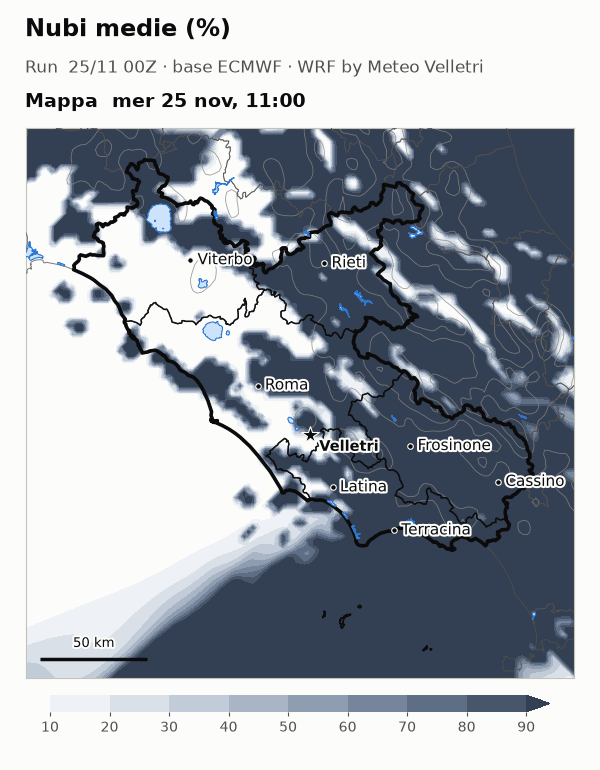 Nubi medie (%)
Run 25/11 00Z · base ECMWF · WRF by Meteo Velletri
Mappa mer 25 nov, 11:00
Viterbo
Rieti
Roma
Velletri
Frosinone
Cassino
Latina
Terracina
50 km
10 20 30 40 50 60 70 80 90